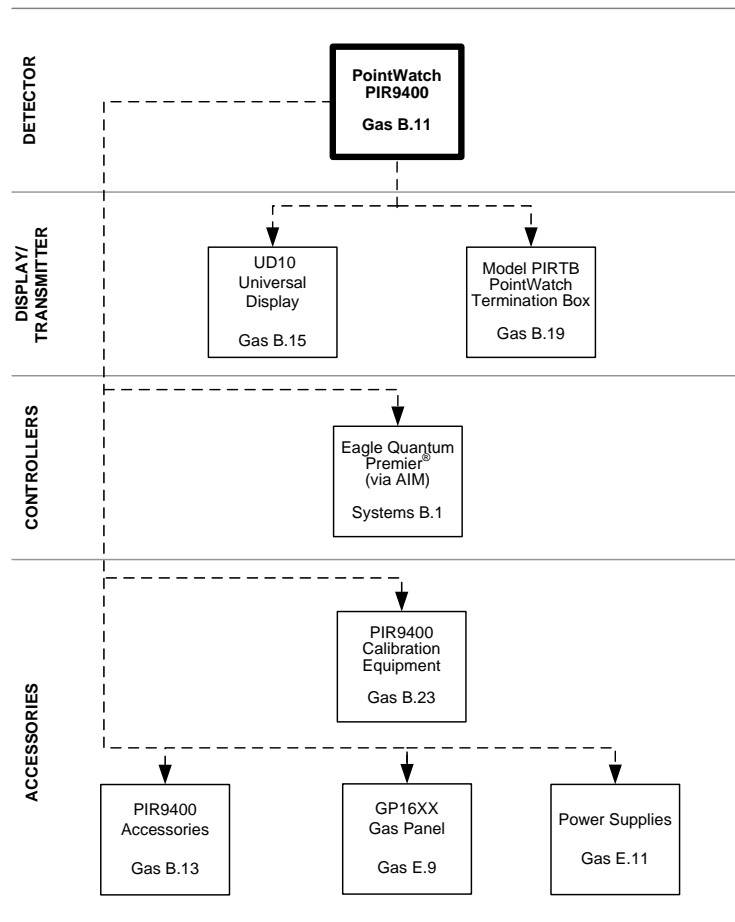 DETECTOR
PointWatch
PIR9400
Gas B.11
DISPLAY/
TRANSMITTER
UD10
Universal
Display
Gas B.15
Model PIRTB
PointWatch
Termination Box
Gas B.19
CONTROLLERS
Eagle Quantum
Premier®
(via AIM)
Systems B.1
ACCESSORIES
PIR9400
Calibration
Equipment
Gas B.23
PIR9400
Accessories
Gas B.13
GP16XX
Gas Panel
Gas E.9
Power Supplies
Gas E.11